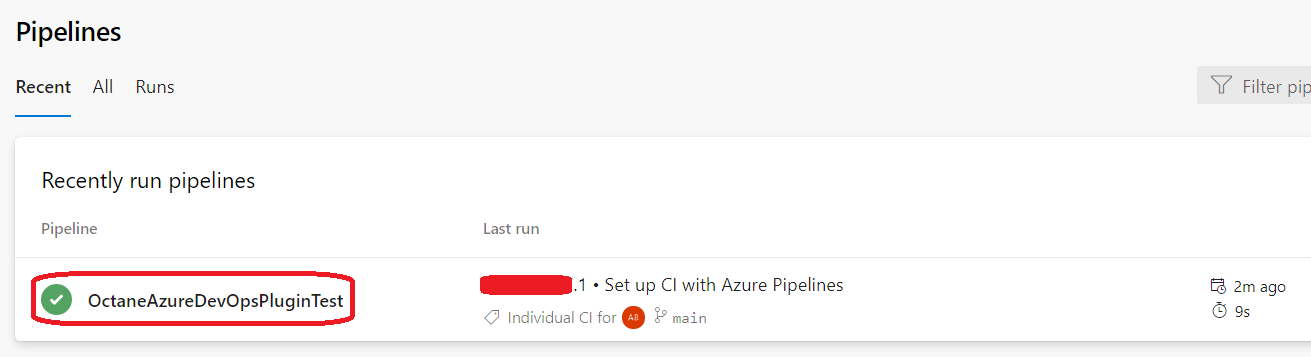 Pipelines
Recent All Runs
Filter pip
Recently run pipelines
Pipeline Last run
OctaneAzureDevOpsPluginTest
.1 • Set up CI with Azure Pipelines
2m ago
Individual CI for AB main
9s